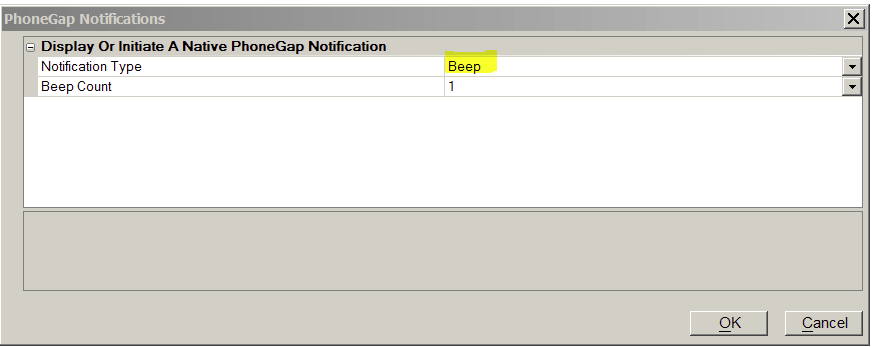 PhoneGap Notifications
Display Or Initiate A Native PhoneGap Notification
Notification Type Beep
Beep Count 1
OK Cancel